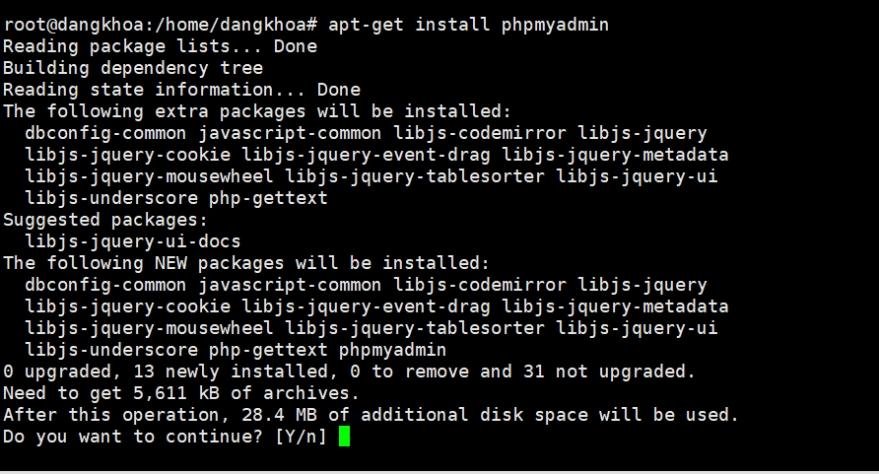 root@dangkhoa:/home/dangkhoa# apt-get install phpmyadmin
Reading package lists... Done
Building dependency tree
Reading state information... Done
The following extra packages will be installed:
  dbconfig-common javascript-common libjs-codemirror libjs-jquery
  libjs-jquery-cookie libjs-jquery-event-drag libjs-jquery-metadata
  libjs-jquery-mousewheel libjs-jquery-tablesorter libjs-jquery-ui
  libjs-underscore php-gettext
Suggested packages:
  libjs-jquery-ui-docs
The following NEW packages will be installed:
  dbconfig-common javascript-common libjs-codemirror libjs-jquery
  libjs-jquery-cookie libjs-jquery-event-drag libjs-jquery-metadata
  libjs-jquery-mousewheel libjs-jquery-tablesorter libjs-jquery-ui
  libjs-underscore php-gettext phpmyadmin
0 upgraded, 13 newly installed, 0 to remove and 31 not upgraded.
Need to get 5,611 kB of archives.
After this operation, 28.4 MB of additional disk space will be used.
Do you want to continue? [Y/n]